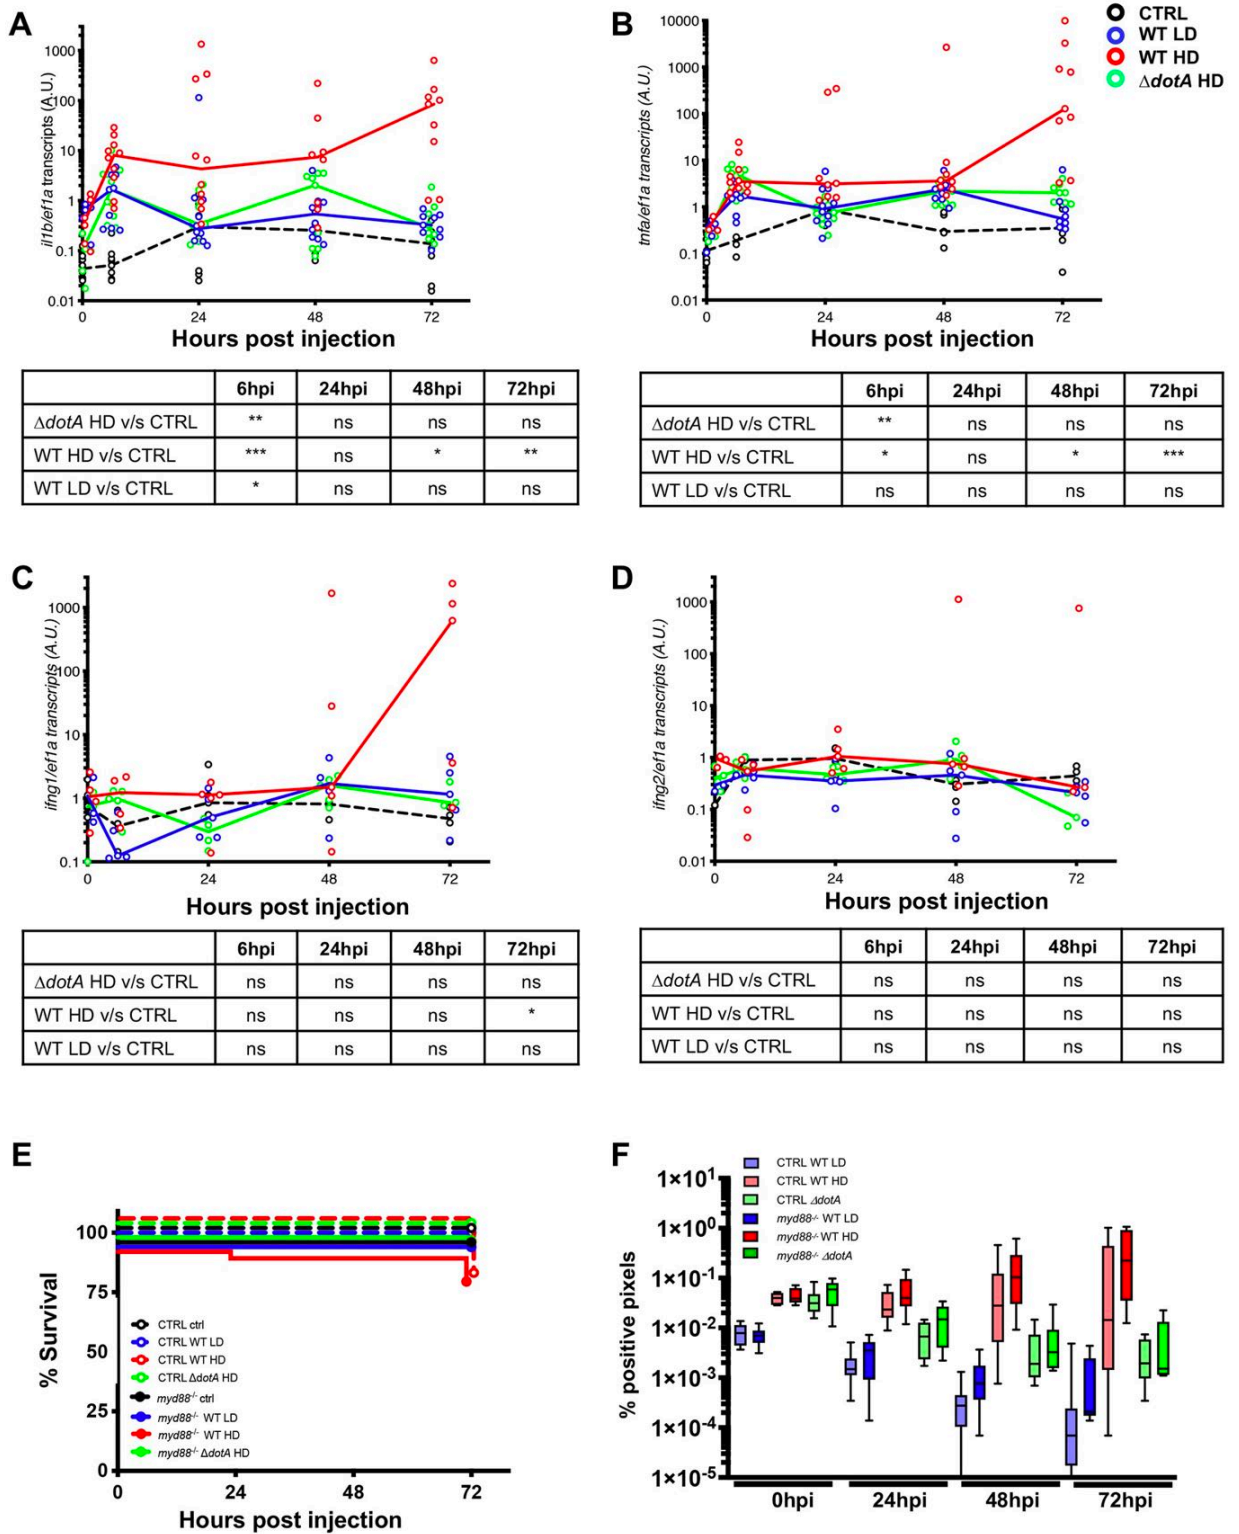 A
il1b/ef1a transcripts (A.U.)
1000
100
10
1
0.1
0.01
0 24 48 72
Hours post injection
6hpi 24hpi 48hpi 72hpi
ΔdotA HD v/s CTRL ** ns ns ns
WT HD v/s CTRL *** ns * **
WT LD v/s CTRL * ns ns ns
B
tnfa/ef1a transcripts (A.U.)
10000
1000
100
10
1
0.1
0.01
0 24 48 72
Hours post injection
CTRL
WT LD
WT HD
ΔdotA HD
6hpi 24hpi 48hpi 72hpi
ΔdotA HD v/s CTRL ** ns ns ns
WT HD v/s CTRL * ns * ***
WT LD v/s CTRL ns ns ns ns
C
ifng1/ef1a transcripts (A.U.)
1000
100
10
1
0.1
0 24 48 72
Hours post injection
6hpi 24hpi 48hpi 72hpi
ΔdotA HD v/s CTRL ns ns ns ns
WT HD v/s CTRL ns ns ns *
WT LD v/s CTRL ns ns ns ns
D
ifng2/ef1a transcripts (A.U.)
1000
100
10
1
0.1
0.01
0 24 48 72
Hours post injection
6hpi 24hpi 48hpi 72hpi
ΔdotA HD v/s CTRL ns ns ns ns
WT HD v/s CTRL ns ns ns ns
WT LD v/s CTRL ns ns ns ns
E
% Survival
100
75
50
25
0
CTRL ctrl
CTRL WT LD
CTRL WT HD
CTRL ΔdotA HD
myd88-/- ctrl
myd88-/- WT LD
myd88-/- WT HD
myd88-/- ΔdotA HD
0 24 48 72
Hours post injection
F
% positive pixels
1×10¹
1×10⁰
1×10⁻¹
1×10⁻²
1×10⁻³
1×10⁻⁴
1×10⁻⁵
CTRL WT LD
CTRL WT HD
CTRL ΔdotA
myd88-/- WT LD
myd88-/- WT HD
myd88-/- ΔdotA
0hpi 24hpi 48hpi 72hpi